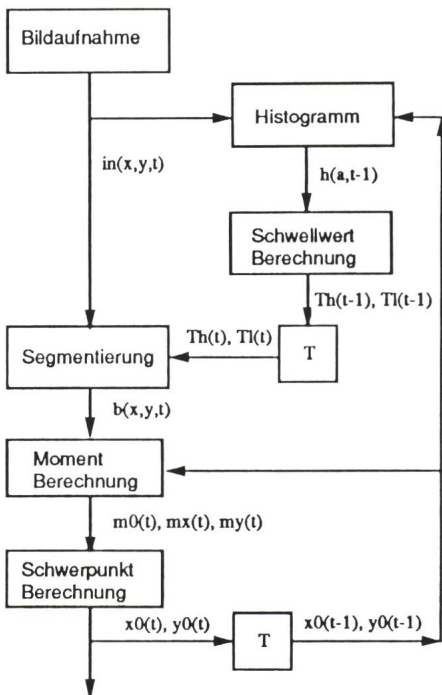 Bildaufnahme
Histogramm
in(x,y,t)
h(a,t-1)
Schwellwert
Berechnung
Th(t-1), Tl(t-1)
Th(t), Tl(t)
T
Segmentierung
b(x,y,t)
Moment
Berechnung
m0(t), mx(t), my(t)
Schwerpunkt
Berechnung
x0(t), y0(t)
T
x0(t-1), y0(t-1)